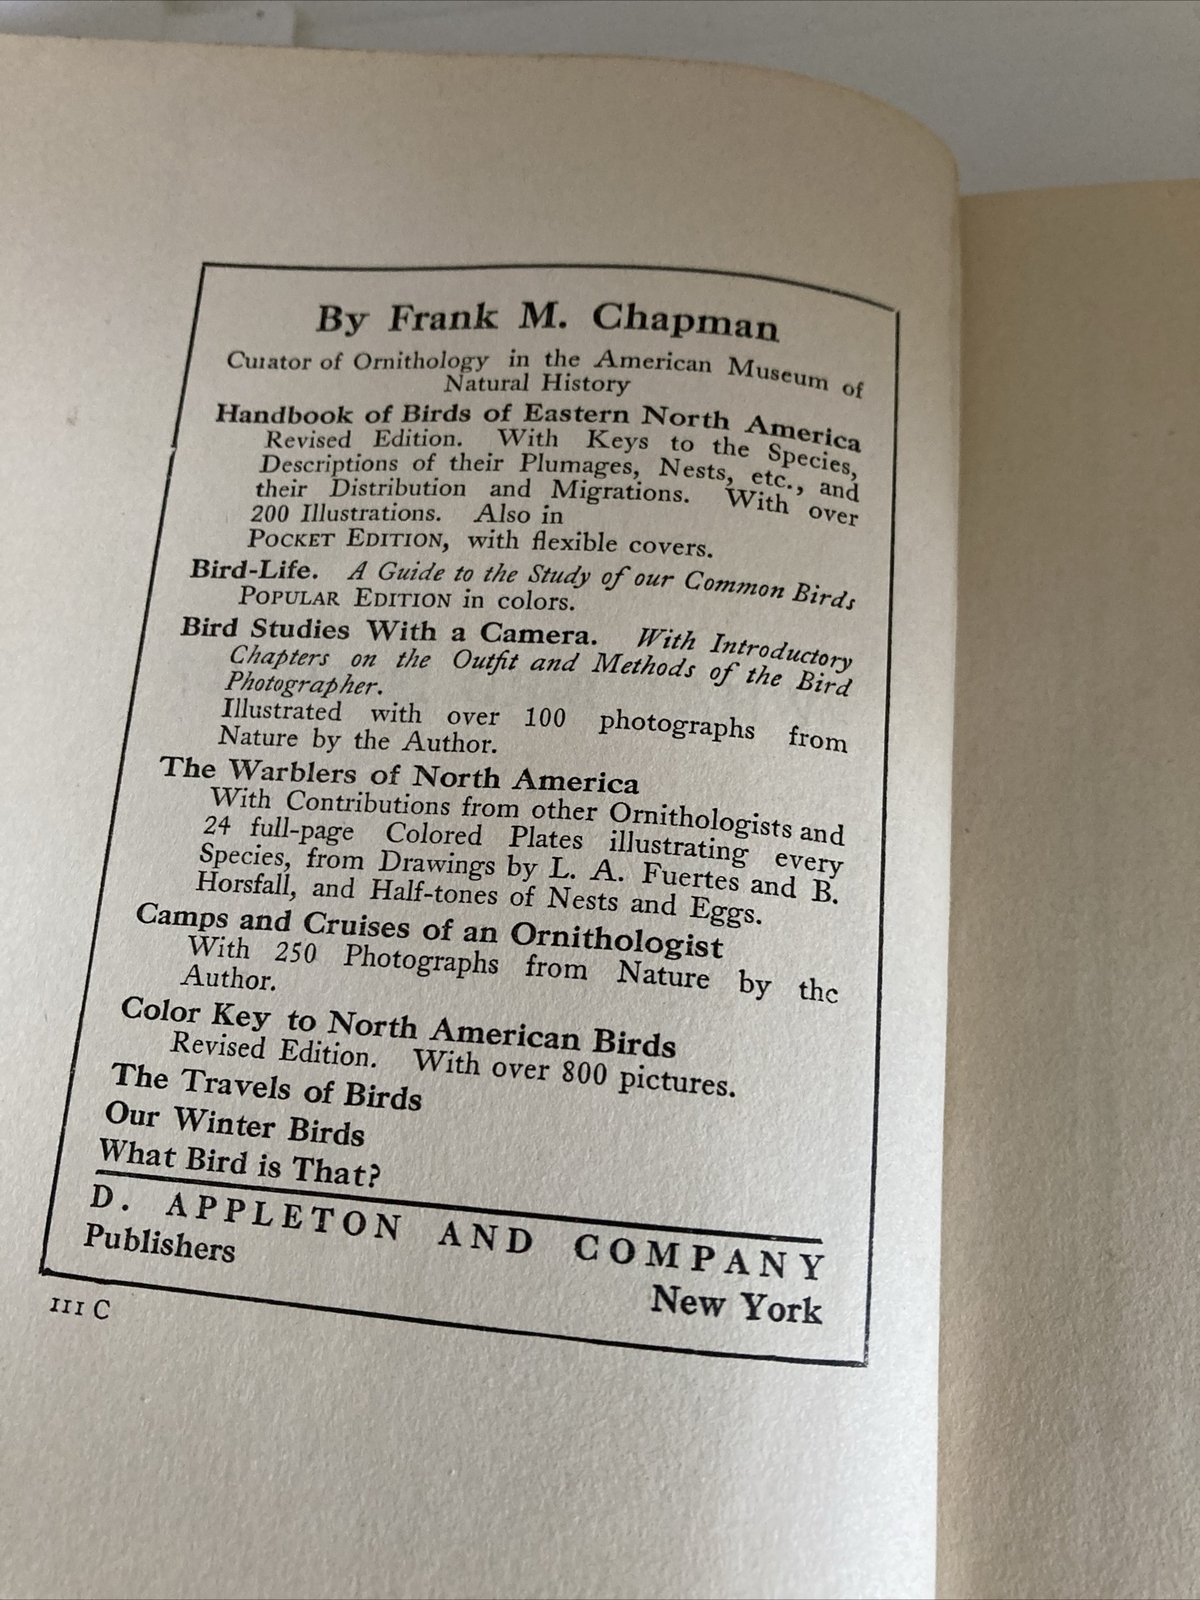 By Frank M. Chapman
Curator of Ornithology in the American Museum of
Natural History
Handbook of Birds of Eastern North America
Revised Edition. With Keys to the Species,
Descriptions of their Plumages, Nests, etc., and
their Distribution and Migrations. With over
200 Illustrations. Also in
POCKET EDITION, with flexible covers.
Bird-Life. A Guide to the Study of our Common Birds
POPULAR EDITION in colors.
Bird Studies With a Camera. With Introductory
Chapters on the Outfit and Methods of the Bird
Photographer.
Illustrated with over 100 photographs from
Nature by the Author.
The Warblers of North America
With Contributions from other Ornithologists and
24 full-page Colored Plates illustrating every
Species, from Drawings by L. A. Fuertes and B.
Horsfall, and Half-tones of Nests and Eggs.
Camps and Cruises of an Ornithologist
With 250 Photographs from Nature by the
Author.
Color Key to North American Birds
Revised Edition. With over 800 pictures.
The Travels of Birds
Our Winter Birds
What Bird is That?
D. APPLETON AND COMPANY
Publishers
New York
111 C